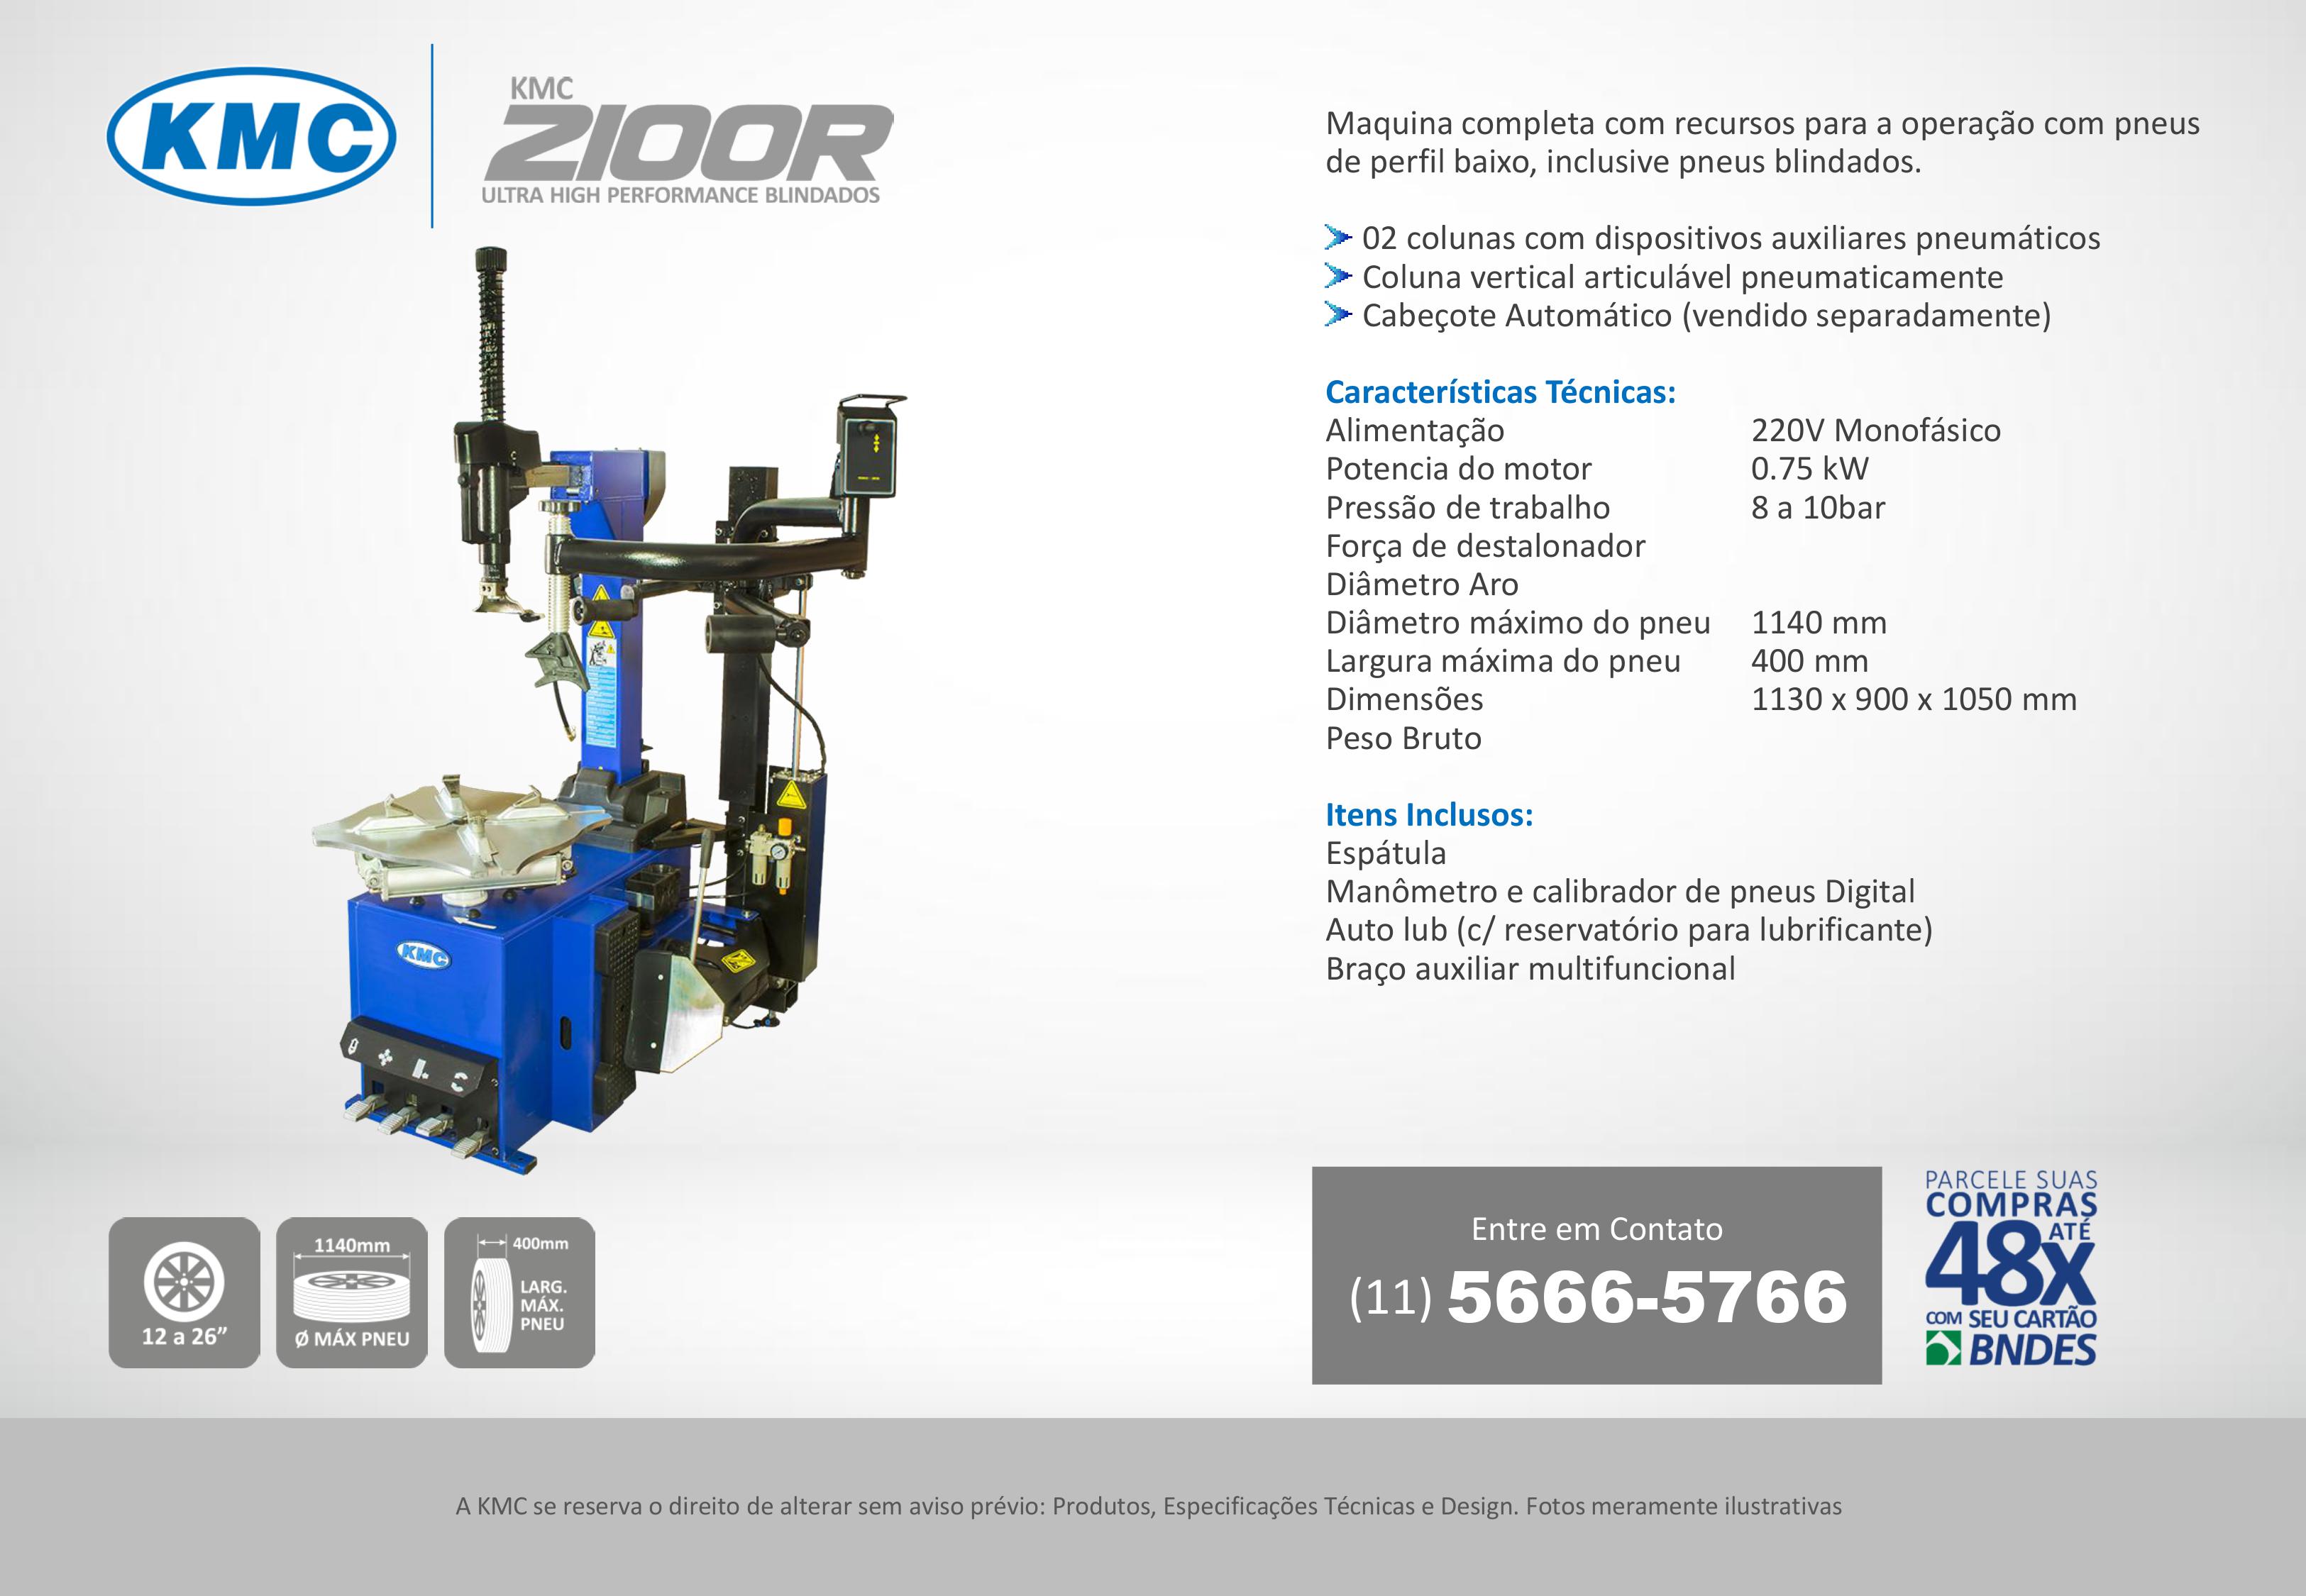 KMC
KMC
Z100R
ULTRA HIGH PERFORMANCE BLINDADOS
Maquina completa com recursos para a operação com pneus
de perfil baixo, inclusive pneus blindados.
02 colunas com dispositivos auxiliares pneumáticos
Coluna vertical articulável pneumaticamente
Cabeçote Automático (vendido separadamente)
Características Técnicas:
Alimentação 220V Monofásico
Potencia do motor 0.75 kW
Pressão de trabalho 8 a 10bar
Força de destalonador
Diâmetro Aro
Diâmetro máximo do pneu 1140 mm
Largura máxima do pneu 400 mm
Dimensões 1130 x 900 x 1050 mm
Peso Bruto
Itens Inclusos:
Espátula
Manômetro e calibrador de pneus Digital
Auto lub (c/ reservatório para lubrificante)
Braço auxiliar multifuncional
KMC
12 a 26”
1140mm
Ø MÁX PNEU
400mm
LARG.
MÁX.
PNEU
Entre em Contato
(11) 5666-5766
PARCELE SUAS
COMPRAS
ATÉ
48X
COM SEU CARTÃO
BNDES
A KMC se reserva o direito de alterar sem aviso prévio: Produtos, Especificações Técnicas e Design. Fotos meramente ilustrativas